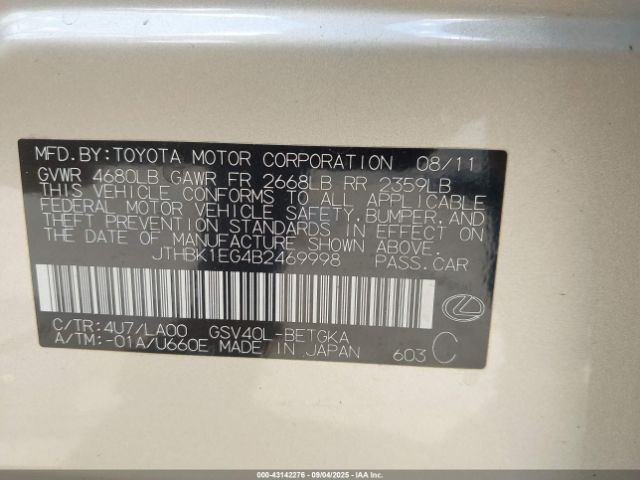 MFD. BY: TOYOTA MOTOR CORPORATION 08/11
GVWR 4680LB GAWR FR 2668LB RR 2359LB
THIS VEHICLE CONFORMS TO ALL APPLICABLE
FEDERAL MOTOR VEHICLE SAFETY, BUMPER, AND
THEFT PREVENTION STANDARDS IN EFFECT ON
THE DATE OF MANUFACTURE SHOWN ABOVE.
JTHBK1EG4B2469998 PASS. CAR
C/TR: 4U7/LA00 GSV40L-BETGKA
A/TM: -01A/U660E MADE IN JAPAN 603 C
000-43142276 - 09/04/2025 - COPYRIGHT IAA, LLC.